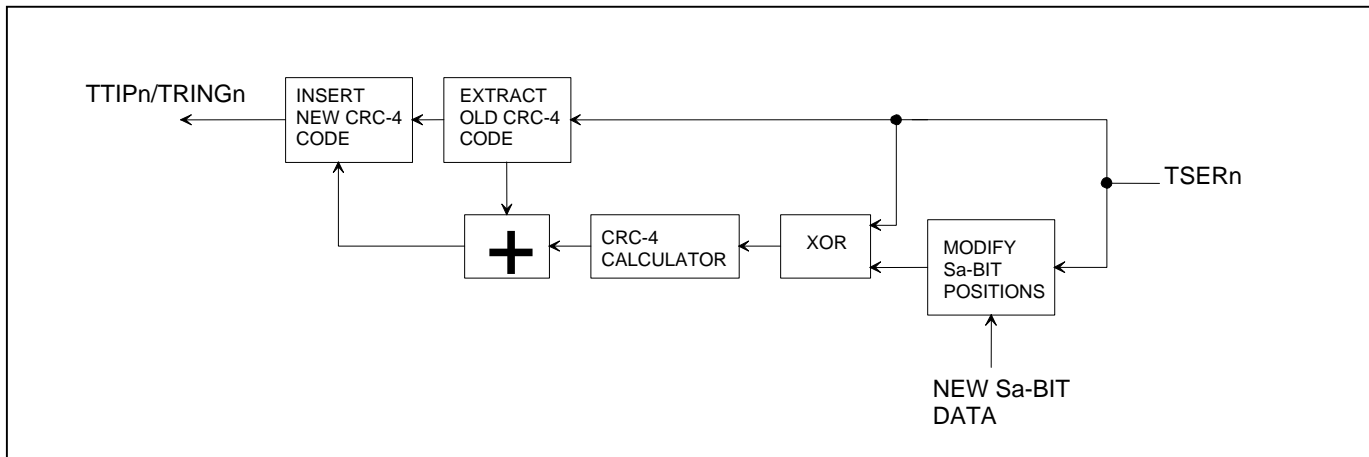 TTIPn/TRINGn
INSERT
NEW CRC-4
CODE
EXTRACT
OLD CRC-4
CODE
TSERn
+
CRC-4
CALCULATOR
XOR
MODIFY
Sa-BIT
POSITIONS
NEW Sa-BIT
DATA